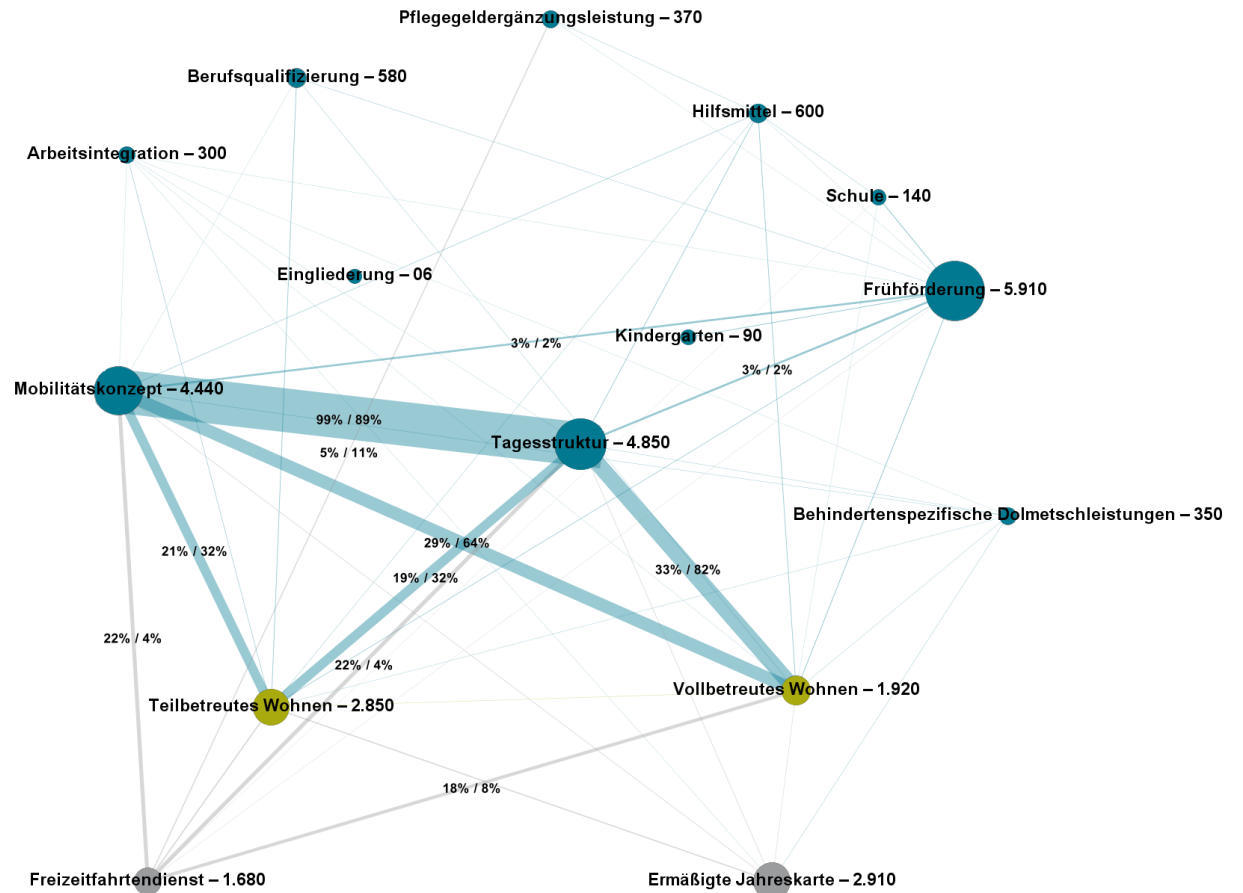 Pflegegeldergänzungsleistung – 370
Berufsqualifizierung – 580
Hilfsmittel – 600
Arbeitsintegration – 300
Schule – 140
Eingliederung – 06
Frühförderung – 5.910
Kindergarten – 90
3% / 2%
3% / 2%
Mobilitätskonzept – 4.440
99% / 89%
Tagesstruktur – 4.850
5% / 11%
Behindertenspezifische Dolmetschleistungen – 350
29% / 64%
21% / 32%
33% / 82%
19% / 32%
22% / 4%
22% / 4%
Vollbetreutes Wohnen – 1.920
Teilbetreutes Wohnen – 2.850
18% / 8%
Freizeitfahrtendienst – 1.680
Ermäßigte Jahreskarte – 2.910